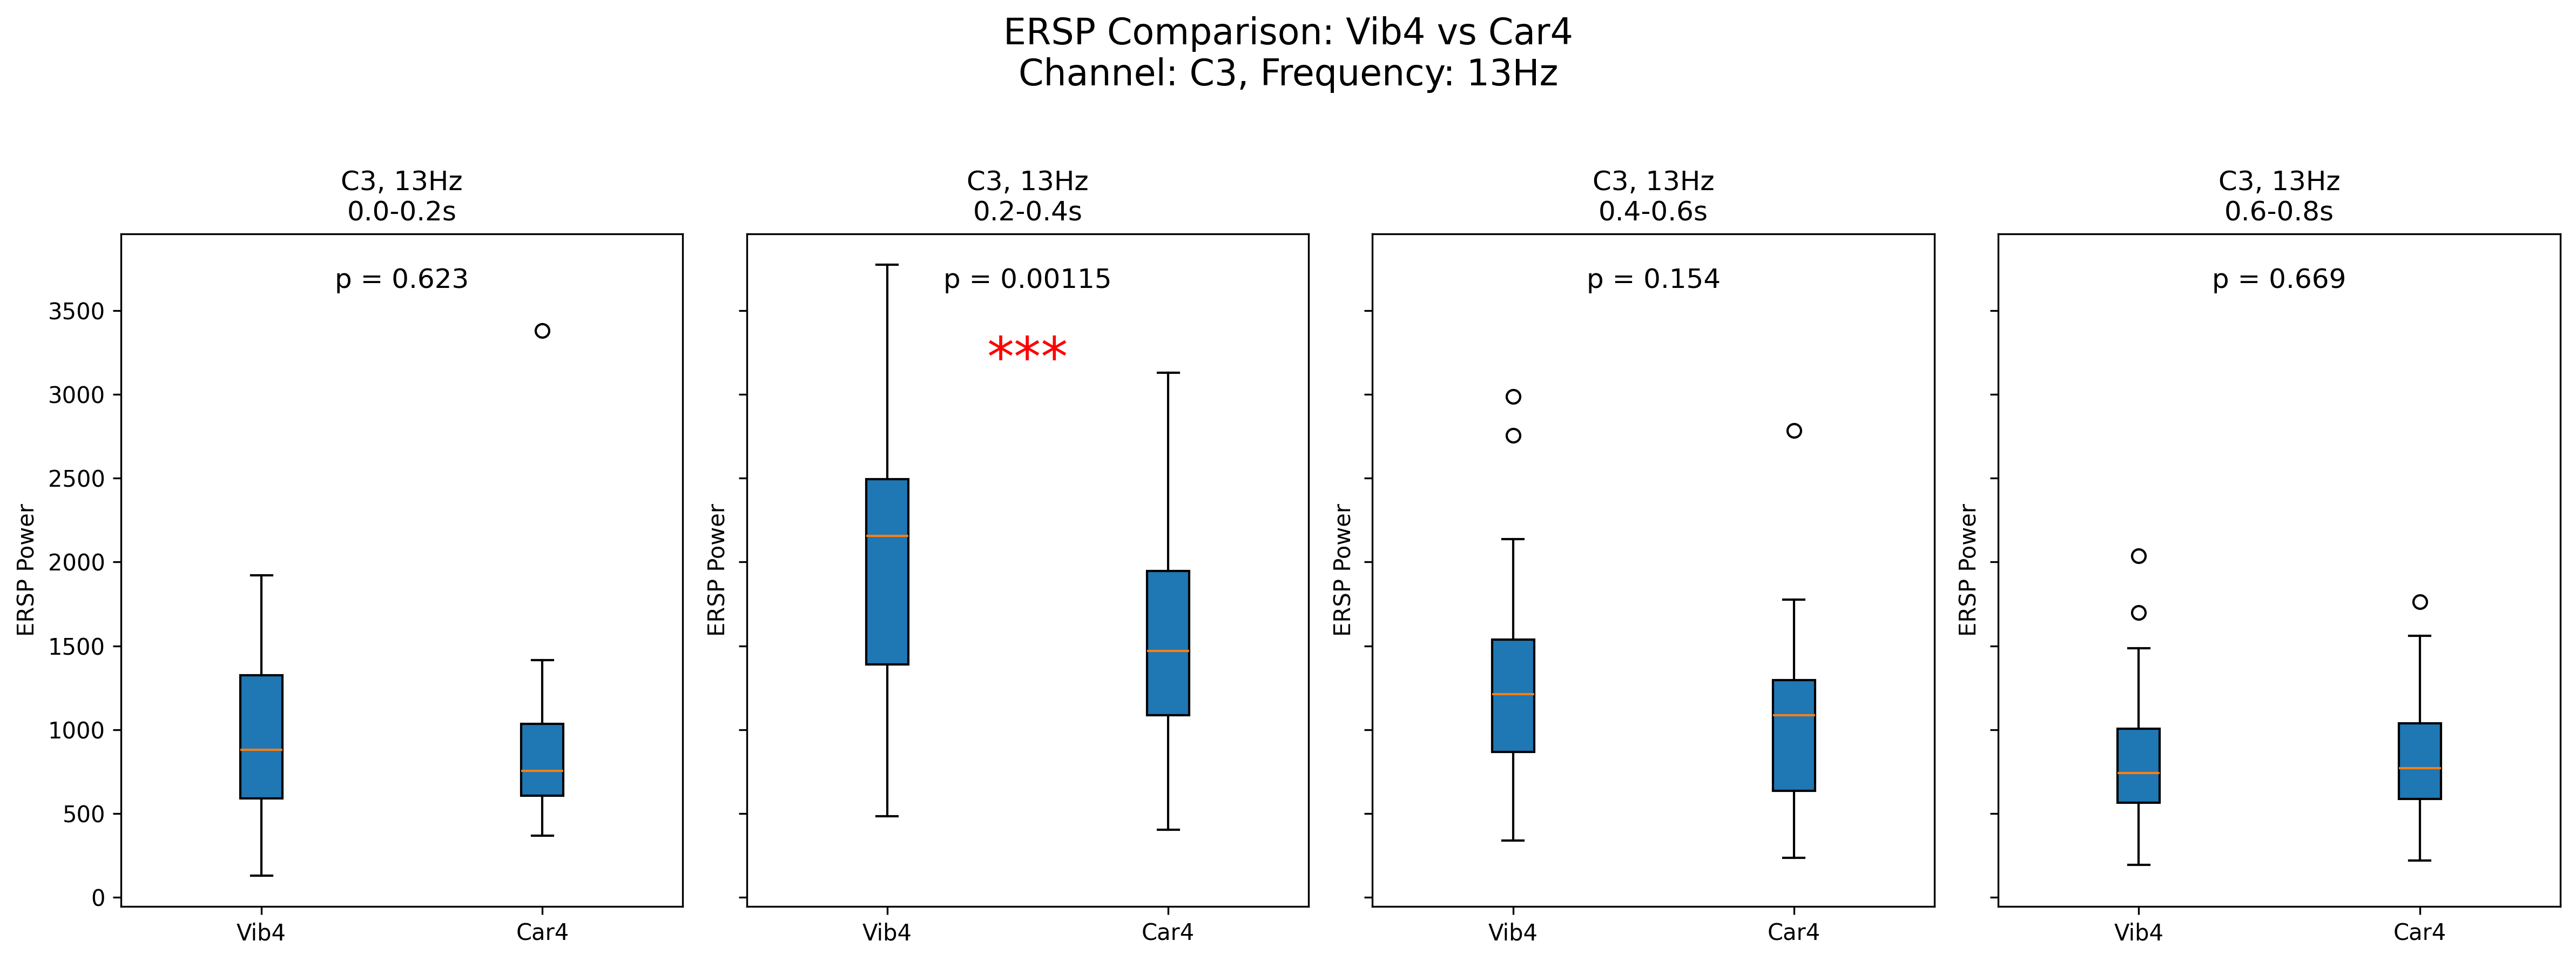 ERSP Comparison: Vib4 vs Car4
Channel: C3, Frequency: 13Hz
C3, 13Hz
0.0-0.2s
p = 0.623
ERSP Power
3500
3000
2500
2000
1500
1000
500
0
Vib4
Car4
C3, 13Hz
0.2-0.4s
p = 0.00115
***
ERSP Power
Vib4
Car4
C3, 13Hz
0.4-0.6s
p = 0.154
ERSP Power
Vib4
Car4
C3, 13Hz
0.6-0.8s
p = 0.669
ERSP Power
Vib4
Car4